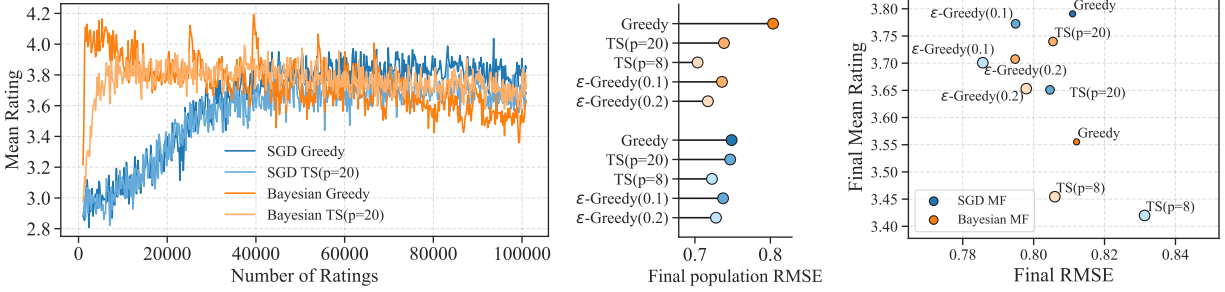 4.2
4.0
3.8
3.6
3.4
3.2
3.0
2.8
Mean Rating
0
20000
40000
60000
80000
100000
Number of Ratings
SGD Greedy
SGD TS(p=20)
Bayesian Greedy
Bayesian TS(p=20)
Greedy
TS(p=20)
TS(p=8)
ε-Greedy(0.1)
ε-Greedy(0.2)
Greedy
TS(p=20)
TS(p=8)
ε-Greedy(0.1)
ε-Greedy(0.2)
0.7
0.8
Final population RMSE
3.80
3.75
3.70
3.65
3.60
3.55
3.50
3.45
3.40
Final Mean Rating
Greedy
ε-Greedy(0.1)
TS(p=20)
ε-Greedy(0.1)
ε-Greedy(0.2)
ε-Greedy(0.2)
TS(p=20)
Greedy
TS(p=8)
TS(p=8)
SGD MF
Bayesian MF
0.78
0.80
0.82
0.84
Final RMSE